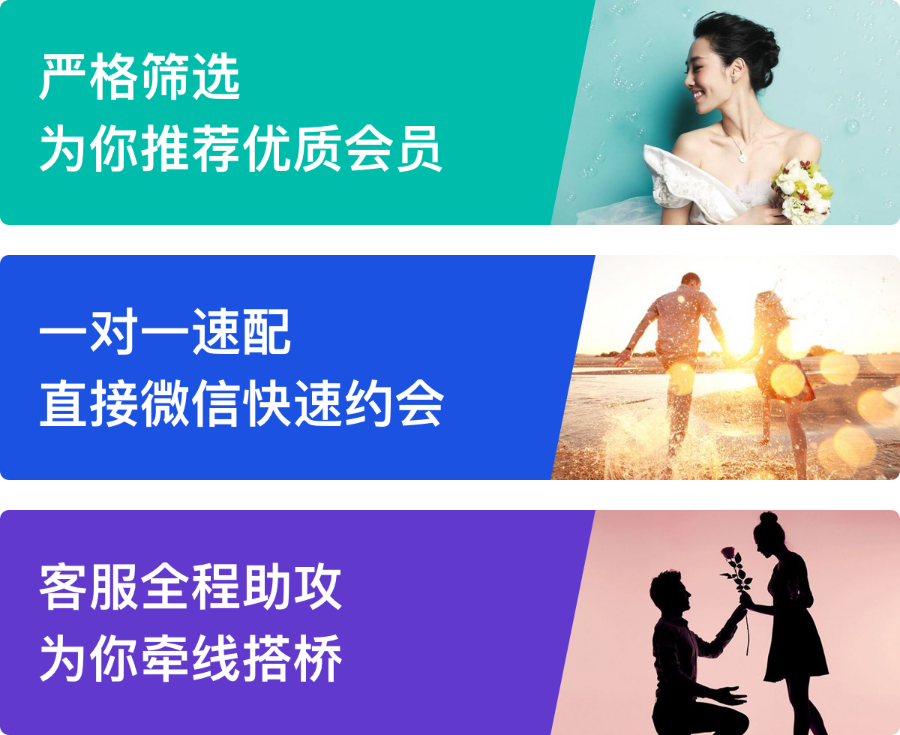 严格筛选
为你推荐优质会员
一对一速配
直接微信快速约会
客服全程助攻
为你牵线搭桥